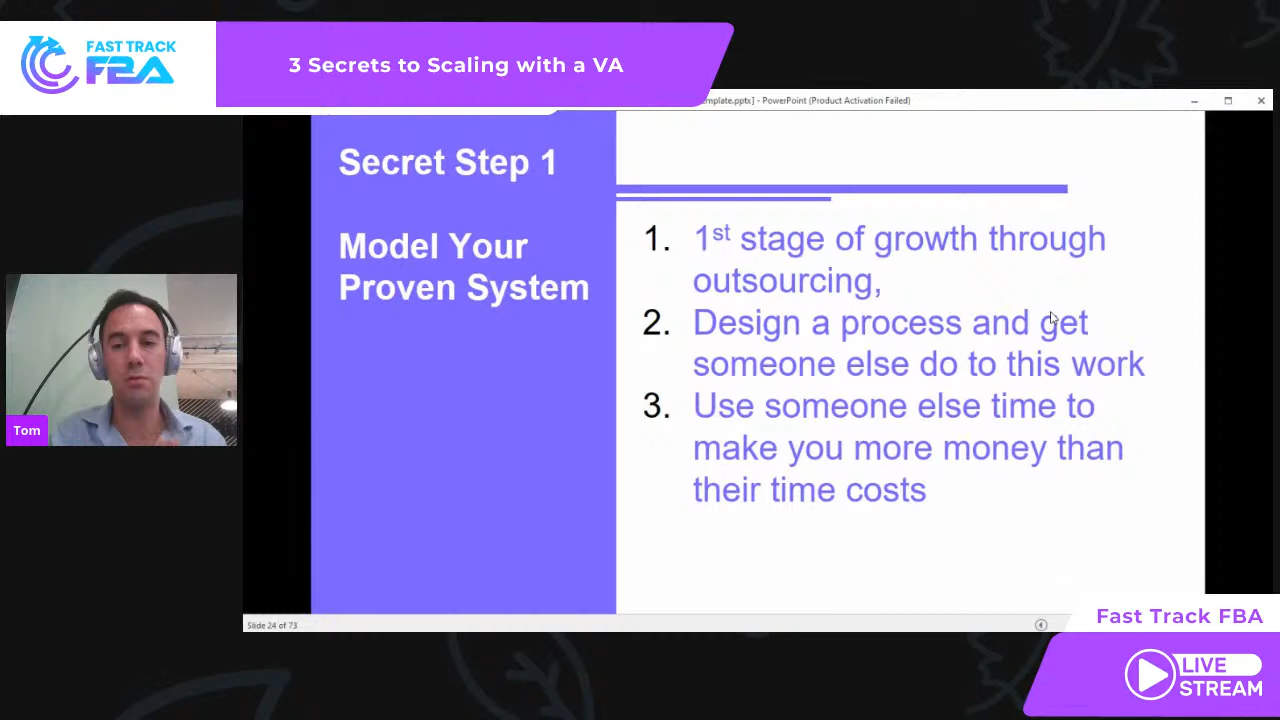 FAST TRACK
FBA
3 Secrets to Scaling with a VA
emplate.pptx] - PowerPoint (Product Activation Failed)
Secret Step 1
Model Your
Proven System
1. 1st stage of growth through
outsourcing,
2. Design a process and get
someone else do to this work
3. Use someone else time to
make you more money than
their time costs
Tom
Slide 24 of 73
Fast Track FBA
LIVE
STREAM